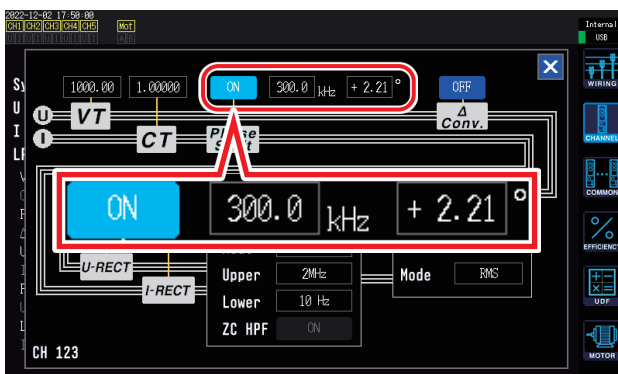 2022-12-02 17:50:00
CH1 CH2 CH3 CH4 CH5 Mot
U I U I U I U I U I A B
Internal
USB
1000.00 1.00000 ON 300.0 kHz + 2.21 ° OFF
U VT Δ Conv.
I CT Phase Shift
ON 300.0 kHz + 2.21 °
U-RECT
I-RECT
Upper 2MHz
Lower 10 Hz
ZC HPF ON
Mode RMS
CH 123
WIRING
CHANNEL
COMMON
EFFICIENCY
UDF
MOTOR